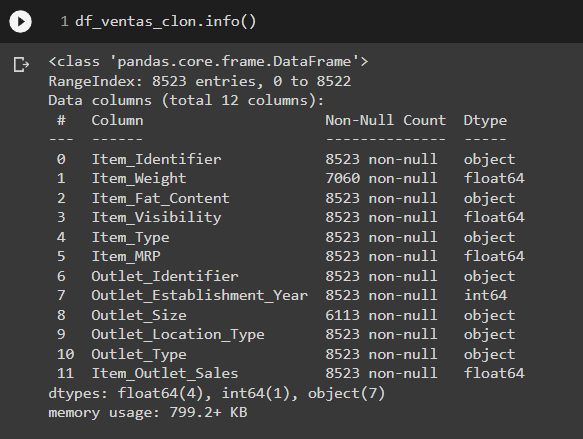 1 df_ventas_clon.info()
<class 'pandas.core.frame.DataFrame'>
RangeIndex: 8523 entries, 0 to 8522
Data columns (total 12 columns):
 #   Column                     Non-Null Count  Dtype
---  ------                     --------------  -----
 0   Item_Identifier            8523 non-null   object
 1   Item_Weight                7060 non-null   float64
 2   Item_Fat_Content           8523 non-null   object
 3   Item_Visibility            8523 non-null   float64
 4   Item_Type                  8523 non-null   object
 5   Item_MRP                   8523 non-null   float64
 6   Outlet_Identifier          8523 non-null   object
 7   Outlet_Establishment_Year  8523 non-null   int64
 8   Outlet_Size                6113 non-null   object
 9   Outlet_Location_Type       8523 non-null   object
 10  Outlet_Type                8523 non-null   object
 11  Item_Outlet_Sales          8523 non-null   float64
dtypes: float64(4), int64(1), object(7)
memory usage: 799.2+ KB